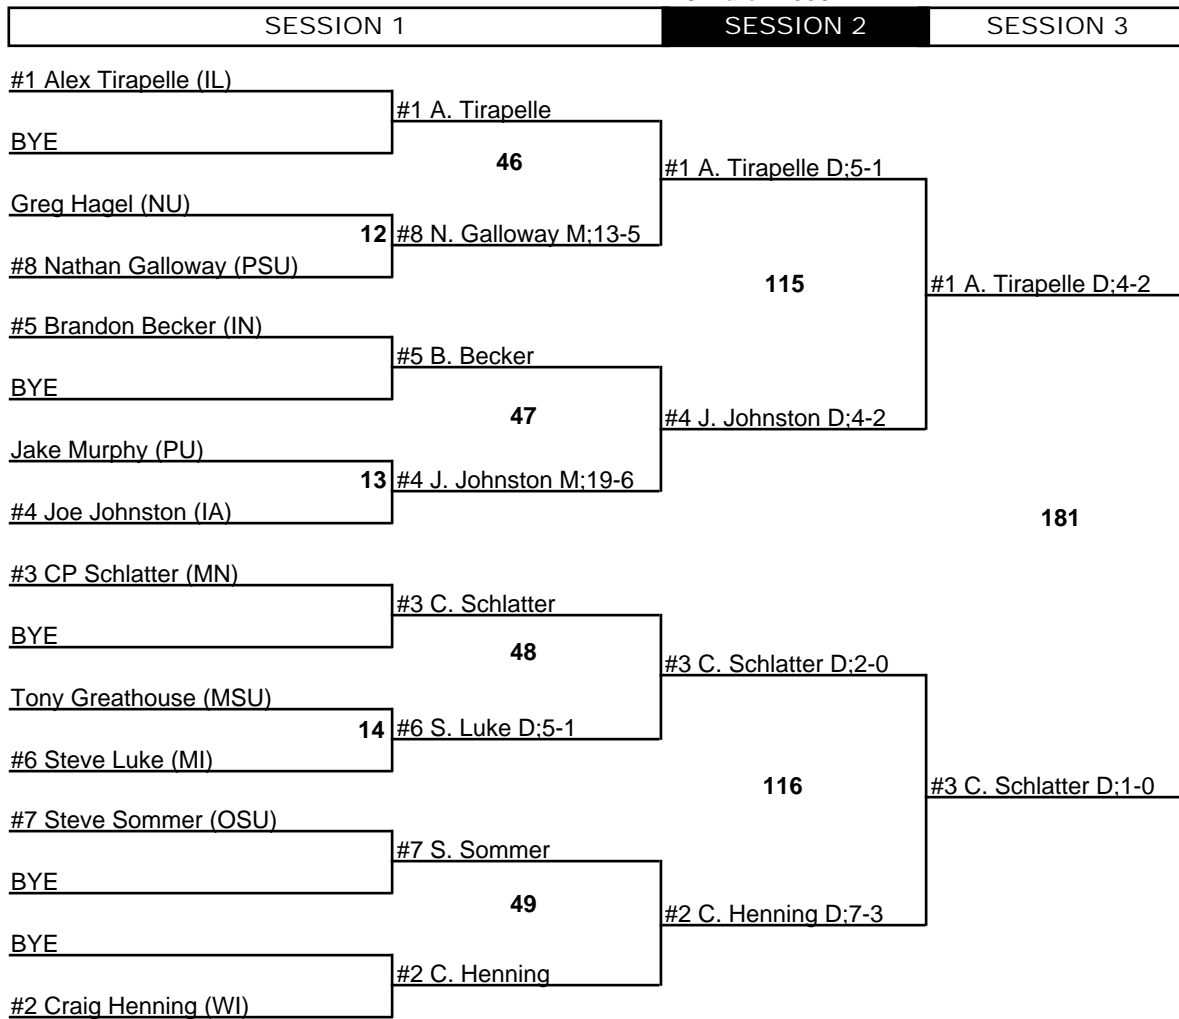 SESSION 1
SESSION 2
SESSION 3
#1 Alex Tirapelle (IL)
BYE
Greg Hagel (NU)
#8 Nathan Galloway (PSU)
#5 Brandon Becker (IN)
BYE
Jake Murphy (PU)
#4 Joe Johnston (IA)
#3 CP Schlatter (MN)
BYE
Tony Greathouse (MSU)
#6 Steve Luke (MI)
#7 Steve Sommer (OSU)
BYE
BYE
#2 Craig Henning (WI)
#1 A. Tirapelle
46
12 #8 N. Galloway M;13-5
#5 B. Becker
47
13 #4 J. Johnston M;19-6
#3 C. Schlatter
48
14 #6 S. Luke D;5-1
#7 S. Sommer
49
#2 C. Henning
#1 A. Tirapelle D;5-1
115
#4 J. Johnston D;4-2
#3 C. Schlatter D;2-0
116
#2 C. Henning D;7-3
#1 A. Tirapelle D;4-2
181
#3 C. Schlatter D;1-0